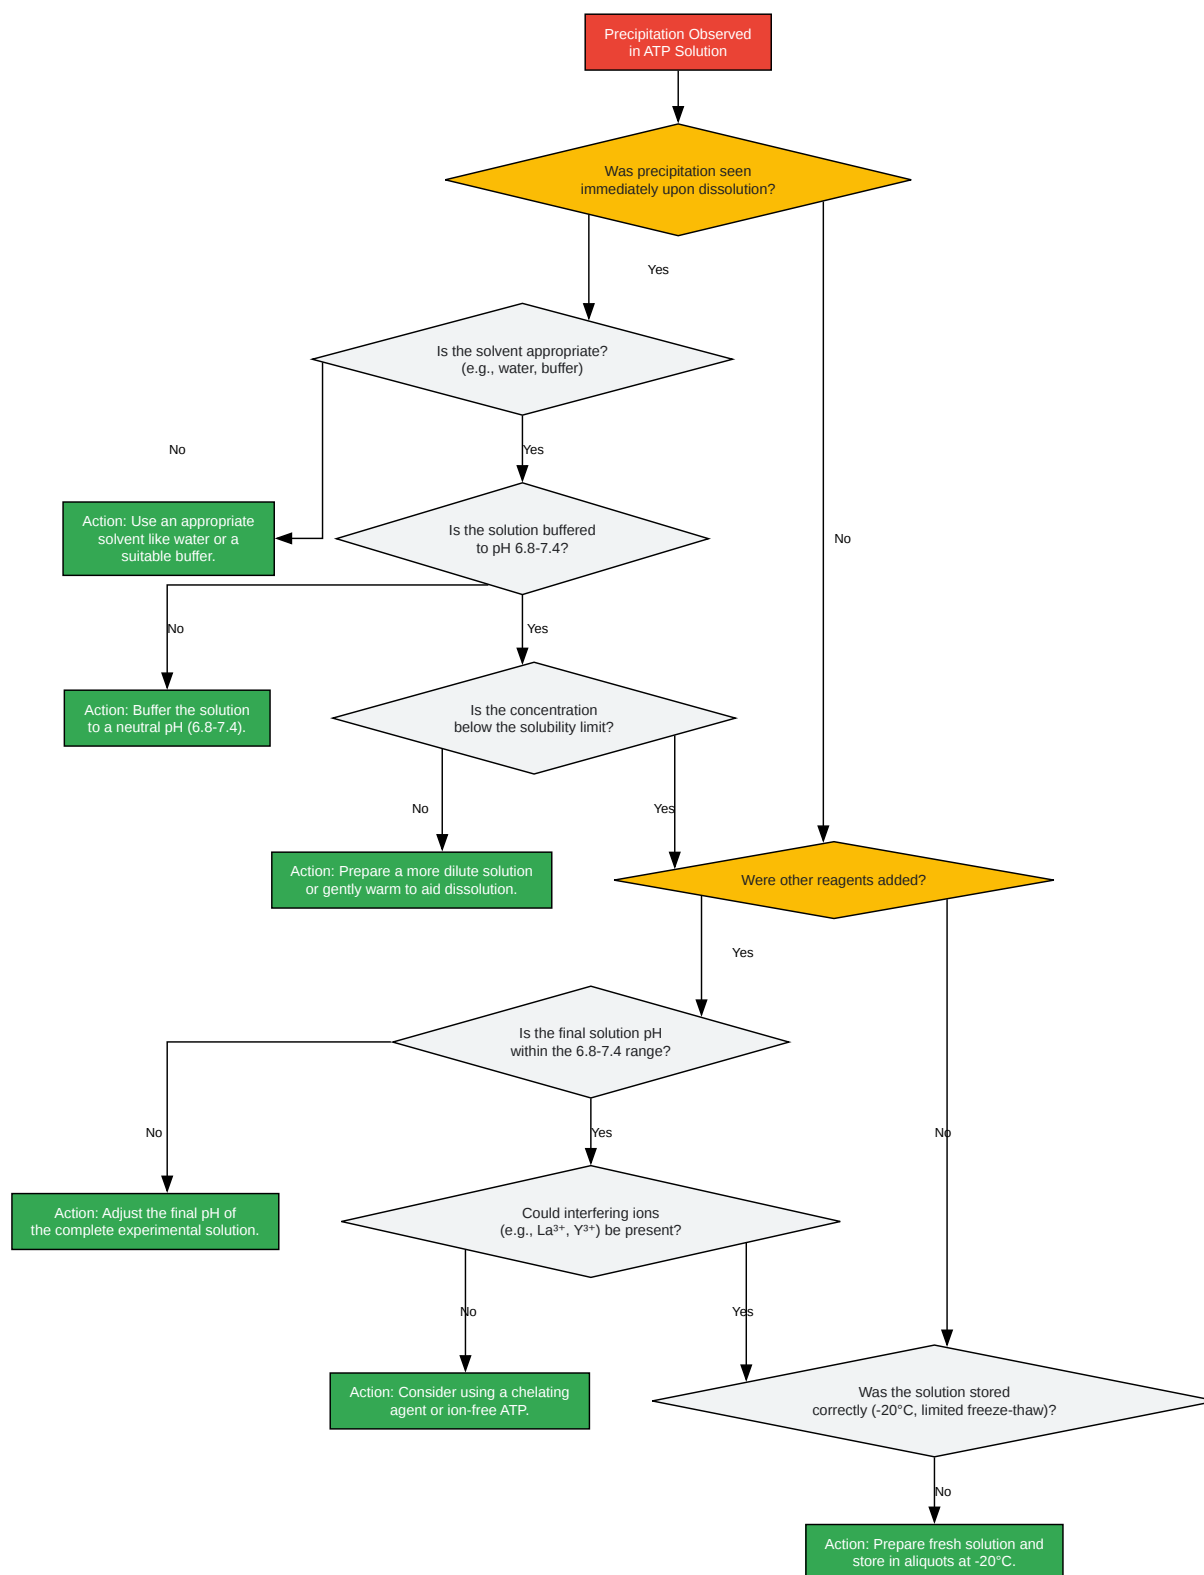 Precipitation Observed
in ATP Solution
Was precipitation seen
immediately upon dissolution?
Yes
Is the solvent appropriate?
(e.g., water, buffer)
No
Yes
Action: Use an appropriate
solvent like water or a
suitable buffer.
Is the solution buffered
to pH 6.8-7.4?
No
No
Yes
Action: Buffer the solution
to a neutral pH (6.8-7.4).
Is the concentration
below the solubility limit?
No
Yes
Action: Prepare a more dilute solution
or gently warm to aid dissolution.
Were other reagents added?
Yes
Is the final solution pH
within the 6.8-7.4 range?
No
Yes
No
Action: Adjust the final pH of
the complete experimental solution.
Could interfering ions
(e.g., La³⁺, Y³⁺) be present?
No
Yes
Action: Consider using a chelating
agent or ion-free ATP.
Was the solution stored
correctly (-20°C, limited freeze-thaw)?
No
Action: Prepare fresh solution and
store in aliquots at -20°C.